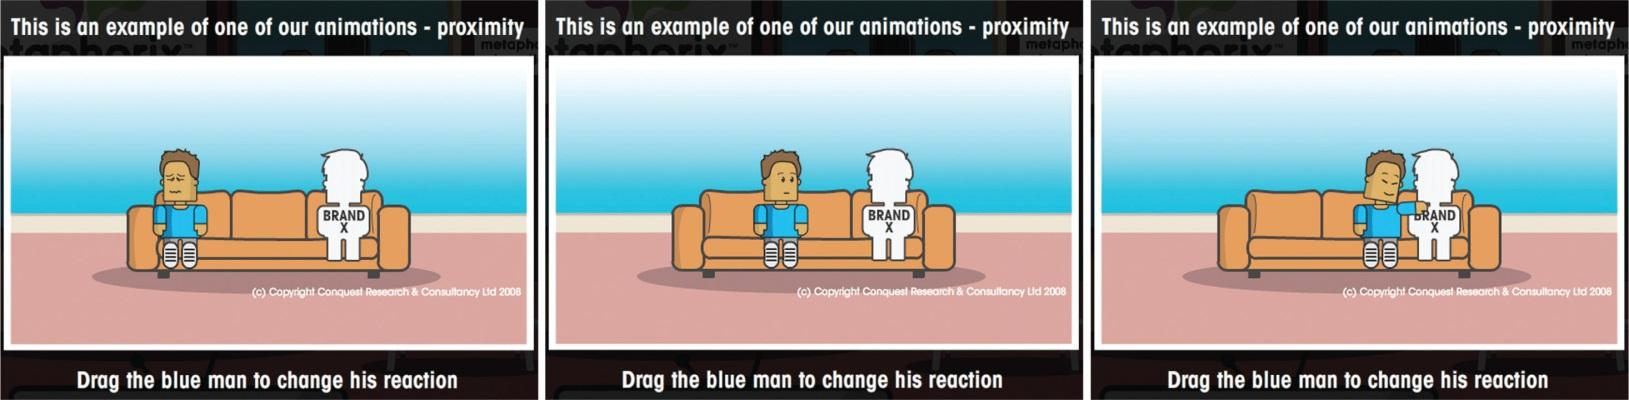 This is an example of one of our animations - proximity
metapho
BRAND
X
(c) Copyright Conquest Research & Consultancy Ltd 2008
Drag the blue man to change his reaction
This is an example of one of our animations - proximity
metapho
BRAND
X
(c) Copyright Conquest Research & Consultancy Ltd 2008
Drag the blue man to change his reaction
This is an example of one of our animations - proximity
metapho
BRAND
X
(c) Copyright Conquest Research & Consultancy Ltd 2008
Drag the blue man to change his reaction